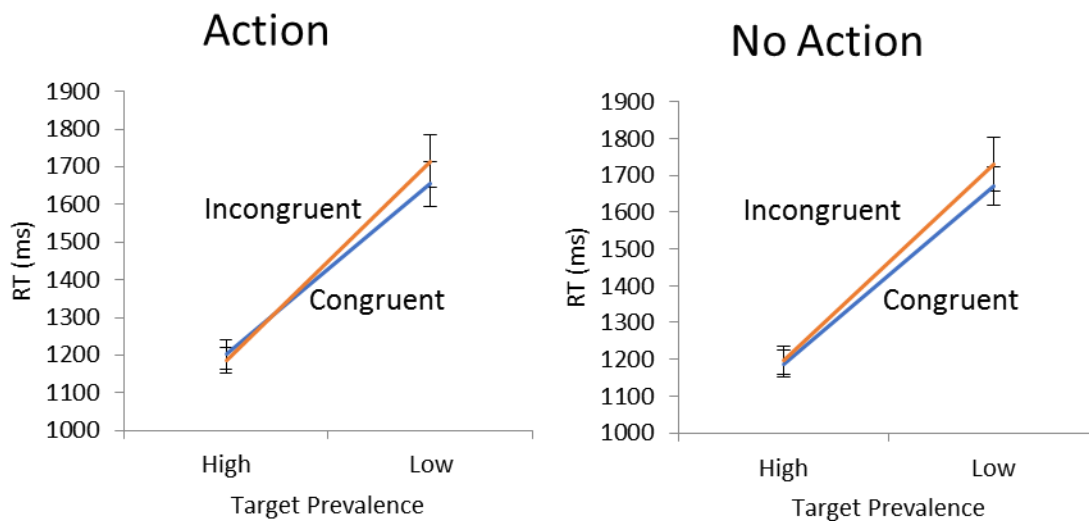 Action
1900
1800
1700
1600
1500
1400
1300
1200
1100
1000
RT (ms)
Incongruent
Congruent
High
Low
Target Prevalence
No Action
1900
1800
1700
1600
1500
1400
1300
1200
1100
1000
RT (ms)
Incongruent
Congruent
High
Low
Target Prevalence